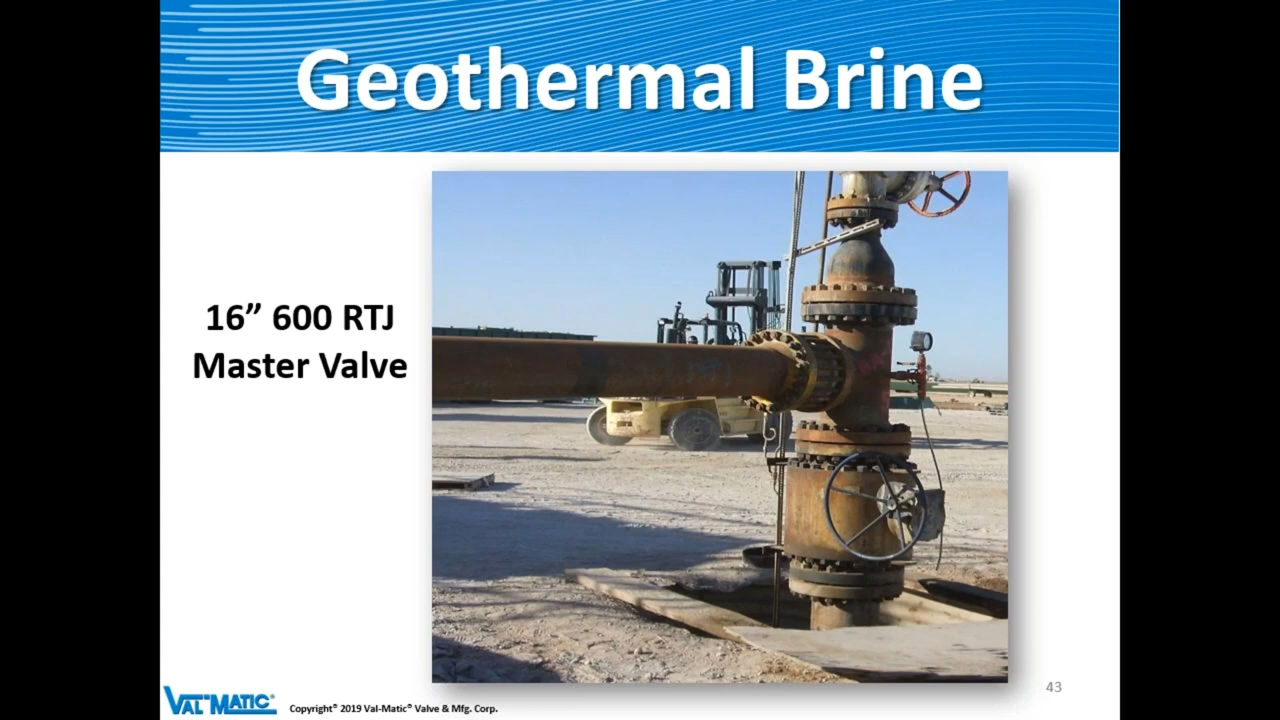 Geothermal Brine
16” 600 RTJ
Master Valve
43
VAL-MATIC®
Copyright® 2019 Val-Matic® Valve & Mfg. Corp.